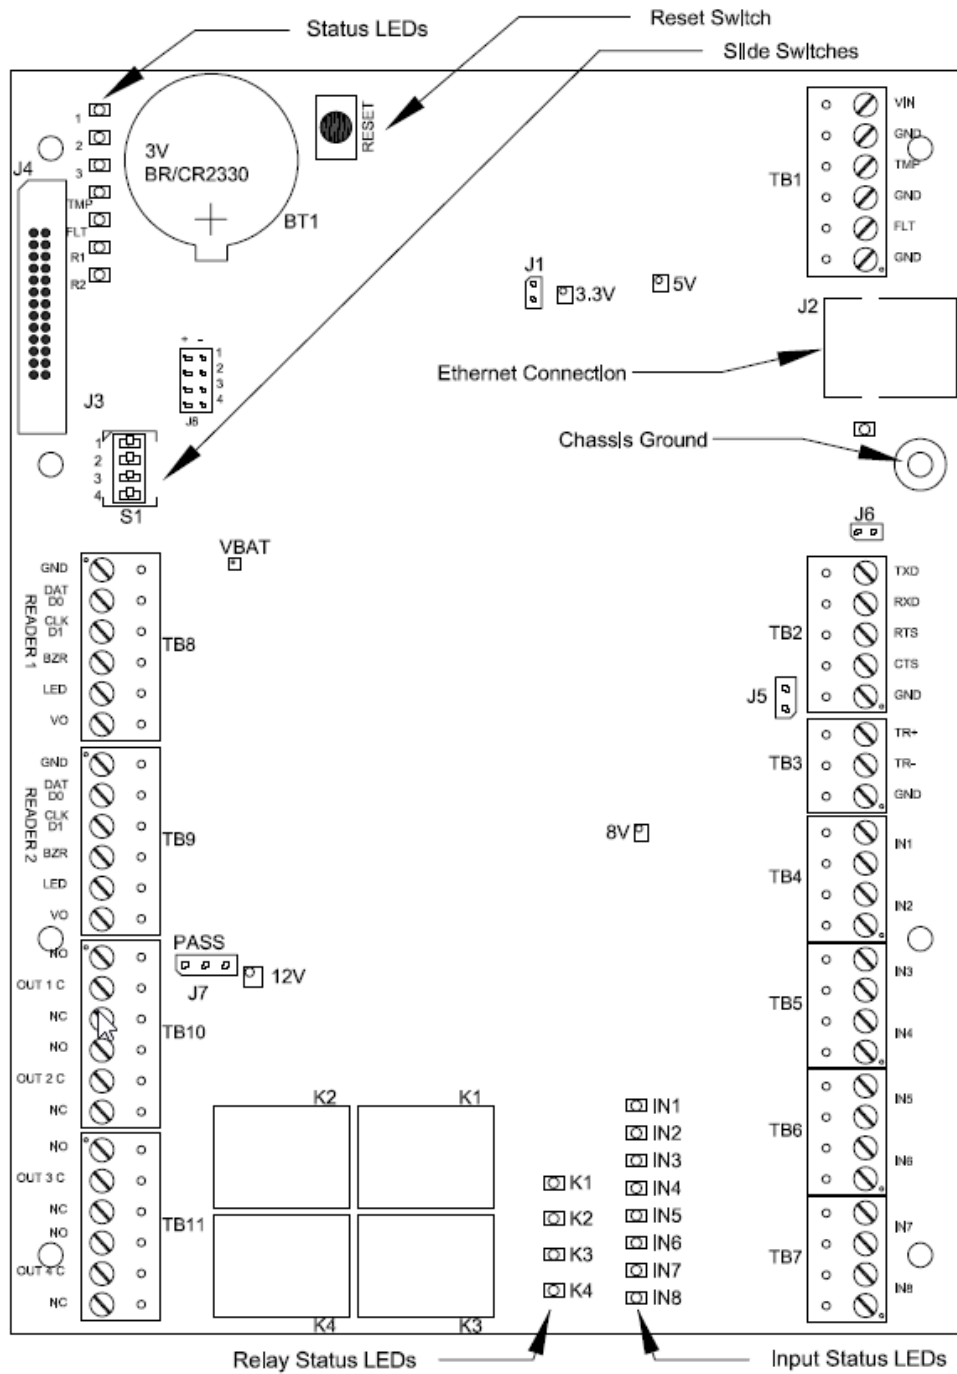 Status LEDs
Reset Switch
Slide Switches
1
2
3
TMP
FLT
R1
R2
J4
3V
BR/CR2330
BT1
RESET
TB1
VIN
GND
TMP
GND
FLT
GND
J1
3.3V
5V
J2
Ethernet Connection
+ -
1
2
3
4
J8
J3
1
2
3
4
S1
Chassis Ground
J6
VBAT
READER 1
GND
DAT
D0
CLK
D1
BZR
LED
VO
TB8
TB2
TXD
RXD
RTS
CTS
GND
J5
TB3
TR+
TR-
GND
READER 2
GND
DAT
D0
CLK
D1
BZR
LED
VO
TB9
8V
TB4
IN1
IN2
PASS
J7
12V
NO
OUT 1 C
NC
NO
OUT 2 C
NC
TB10
TB5
IN3
IN4
NO
OUT 3 C
NC
NO
OUT 4 C
NC
TB11
K2
K1
K4
K3
K1
K2
K3
K4
IN1
IN2
IN3
IN4
IN5
IN6
IN7
IN8
TB6
IN5
IN6
TB7
IN7
IN8
Relay Status LEDs
Input Status LEDs